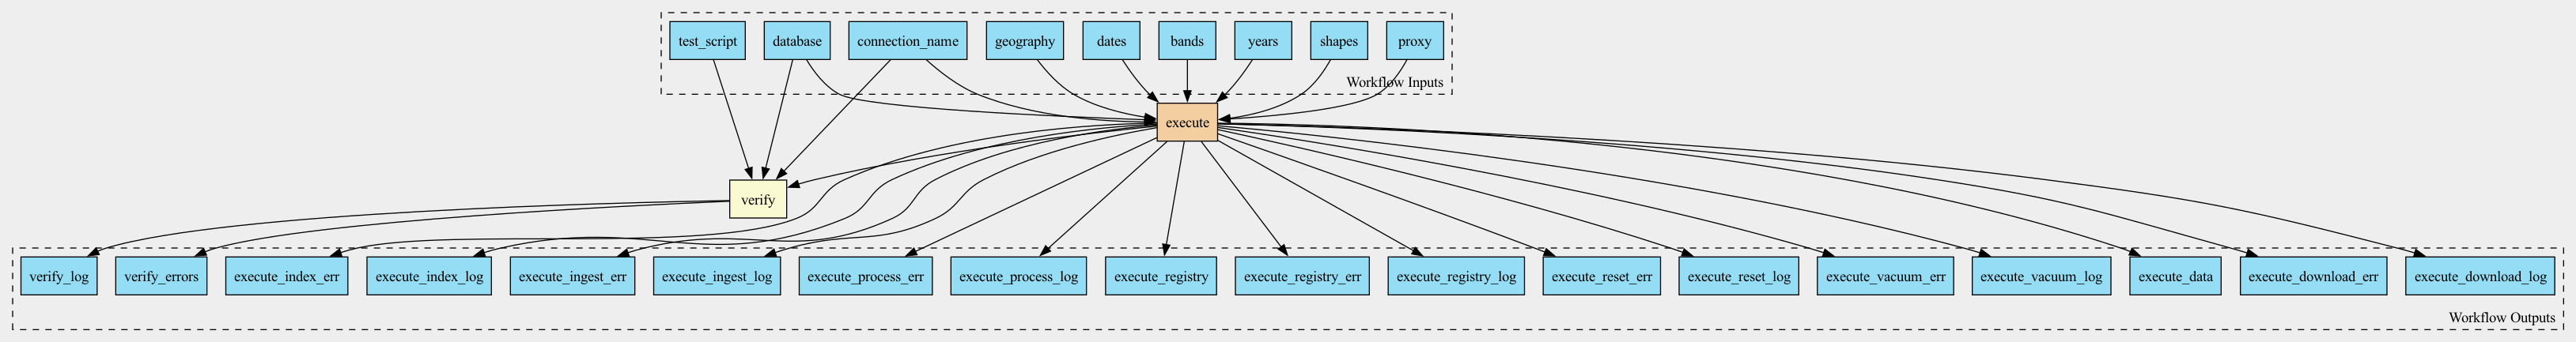 test_script
database
connection_name
geography
dates
bands
years
shapes
proxy
Workflow Inputs
execute
verify
verify_log
verify_errors
execute_index_err
execute_index_log
execute_ingest_err
execute_ingest_log
execute_process_err
execute_process_log
execute_registry
execute_registry_err
execute_registry_log
execute_reset_err
execute_reset_log
execute_vacuum_err
execute_vacuum_log
execute_data
execute_download_err
execute_download_log
Workflow Outputs